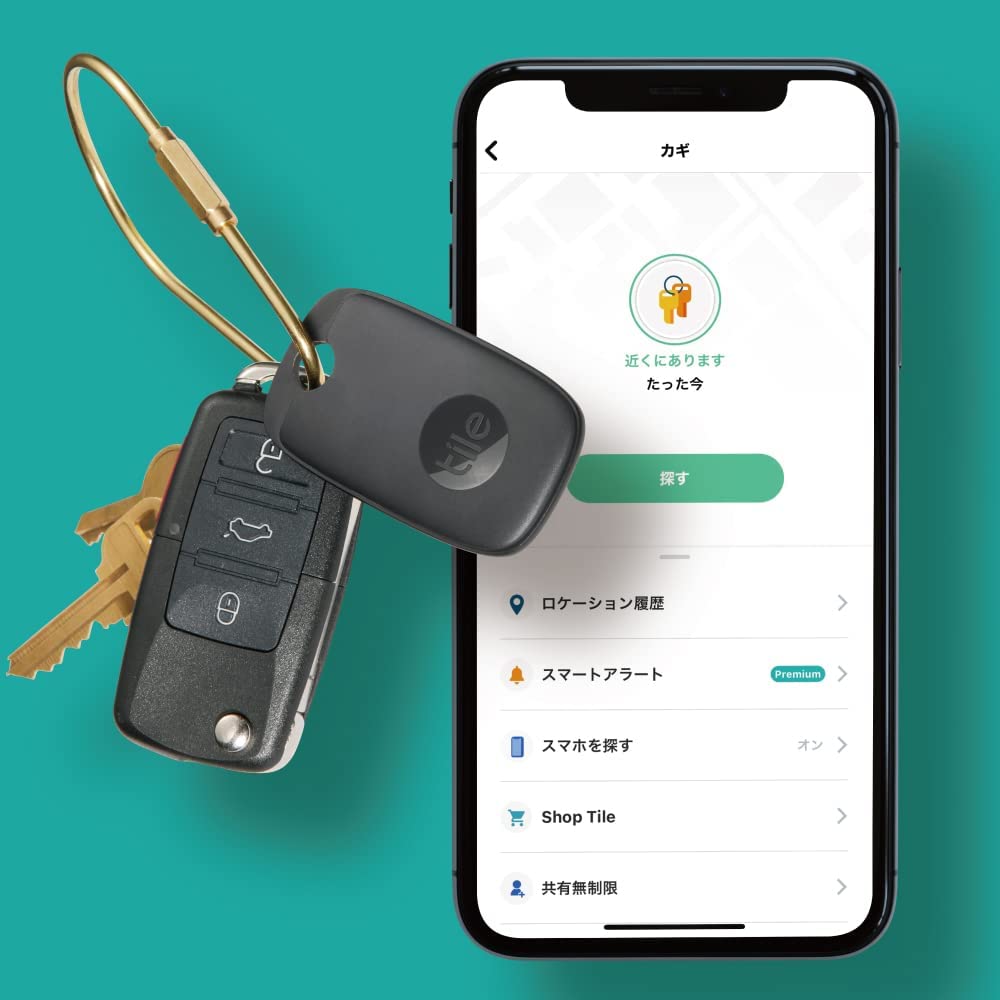 カギ
近くにあります
たった今
tile
探す
ロケーション履歴
スマートアラート Premium
スマホを探す オン
Shop Tile
共有無制限